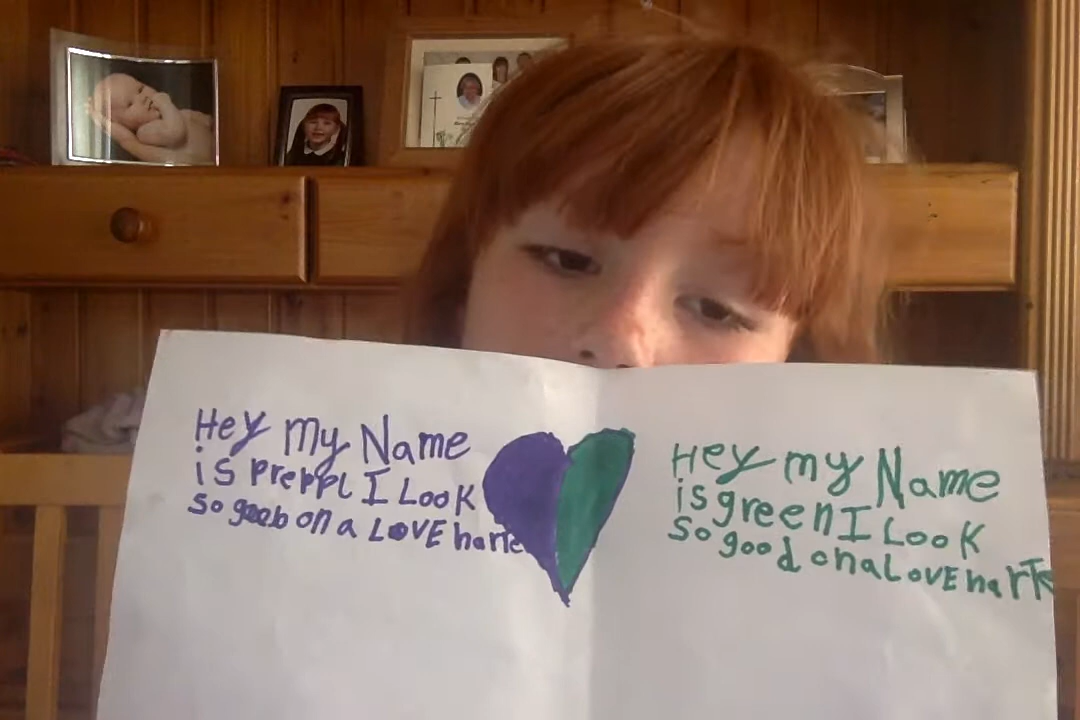 Hey My Name
is PrePPl I Look
So goob on a LOVE harte
Hey my Name
is green I Look
So good on a LOVE harte